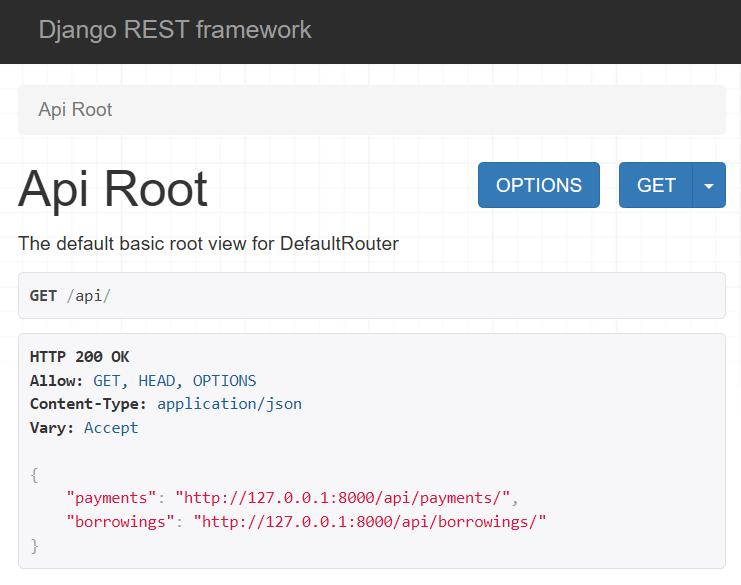 Django REST framework
Api Root
Api Root
OPTIONS
GET
The default basic root view for DefaultRouter
GET /api/
HTTP 200 OK
Allow: GET, HEAD, OPTIONS
Content-Type: application/json
Vary: Accept
{
    "payments": "http://127.0.0.1:8000/api/payments/",
    "borrowings": "http://127.0.0.1:8000/api/borrowings/"
}